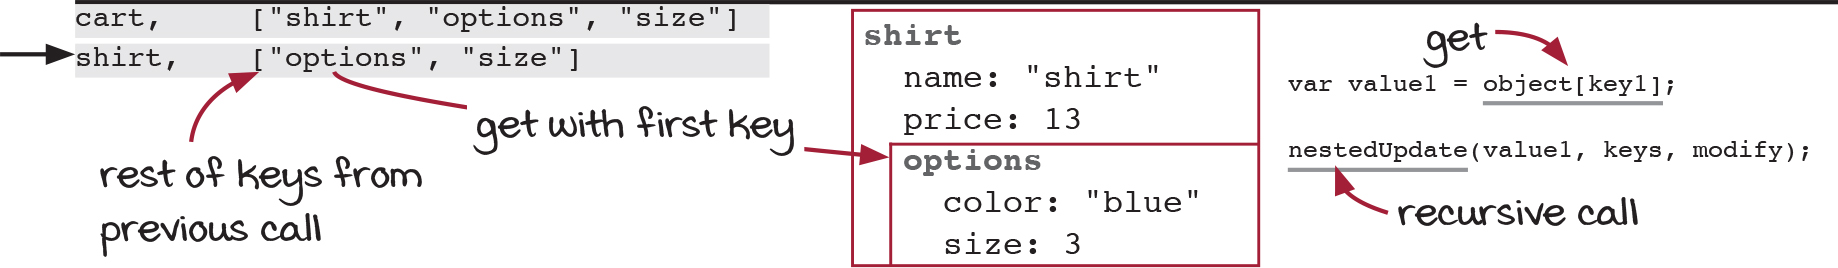 cart, ["shirt", "options", "size"]
shirt, ["options", "size"]
rest of keys from
previous call
get with first key
shirt
name: "shirt"
price: 13
options
color: "blue"
size: 3
get
var value1 = object[key1];
nestedUpdate(value1, keys, modify);
recursive call